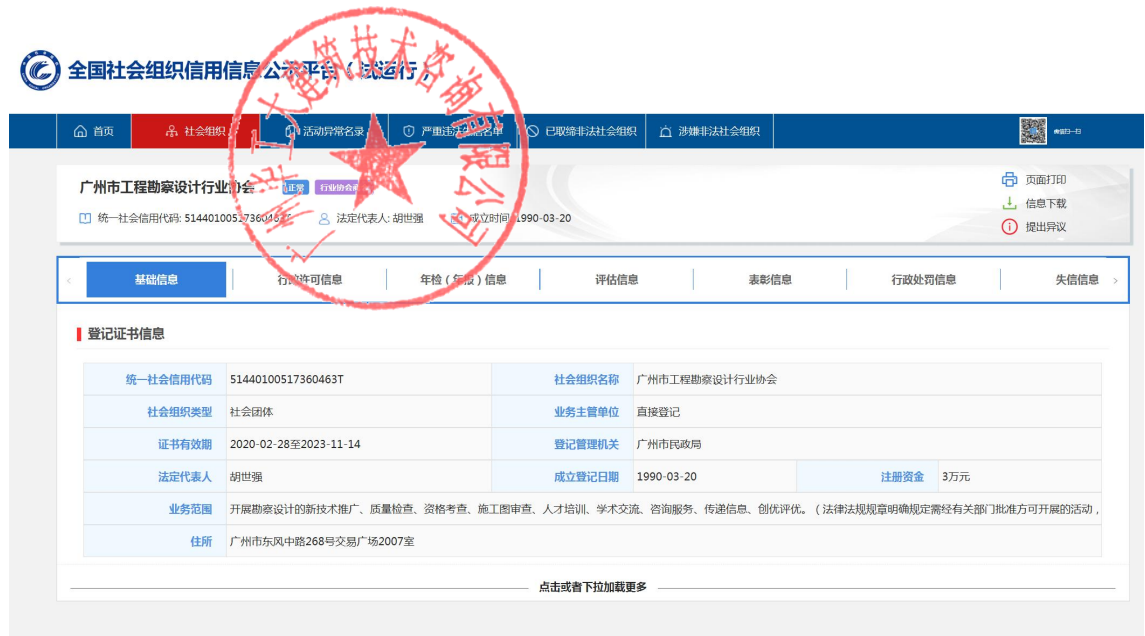 全国社会组织信用信息公示平台（试运行）
首页 社会组织 活动异常名录 严重违法失信名单 已取缔非法社会组织 涉嫌非法社会组织
广州市工程勘察设计行业协会 正常
页面打印
统一社会信用代码: 51440100517360463T 法定代表人: 胡世强 成立时间: 1990-03-20
信息下载
提出异议
基础信息 行政许可信息 年检（年报）信息 评估信息 表彰信息 行政处罚信息 失信信息
登记证书信息
统一社会信用代码 51440100517360463T 社会组织名称 广州市工程勘察设计行业协会
社会组织类型 社会团体 业务主管单位 直接登记
证书有效期 2020-02-28至2023-11-14 登记管理机关 广州市民政局
法定代表人 胡世强 成立登记日期 1990-03-20 注册资金 3万元
业务范围 开展勘察设计的新技术推广、质量检查、资格考查、施工图审查、人才培训、学术交流、咨询服务、传递信息、创优评优。（法律法规规章明确规定需经有关部门批准方可开展的活动，
住所 广州市东风中路268号交易广场2007室
点击或者下拉加载更多